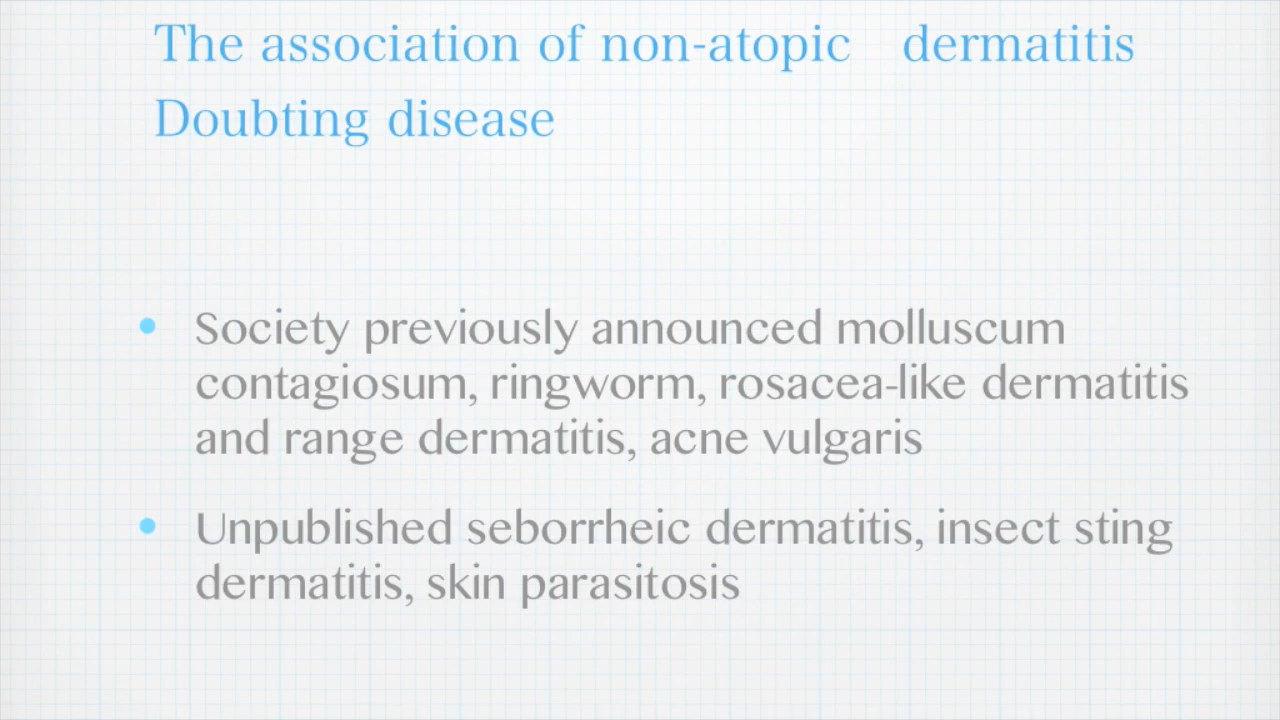 The association of non-atopic　dermatitis
Doubting disease
• Society previously announced molluscum
contagiosum, ringworm, rosacea-like dermatitis
and range dermatitis, acne vulgaris
• Unpublished seborrheic dermatitis, insect sting
dermatitis, skin parasitosis